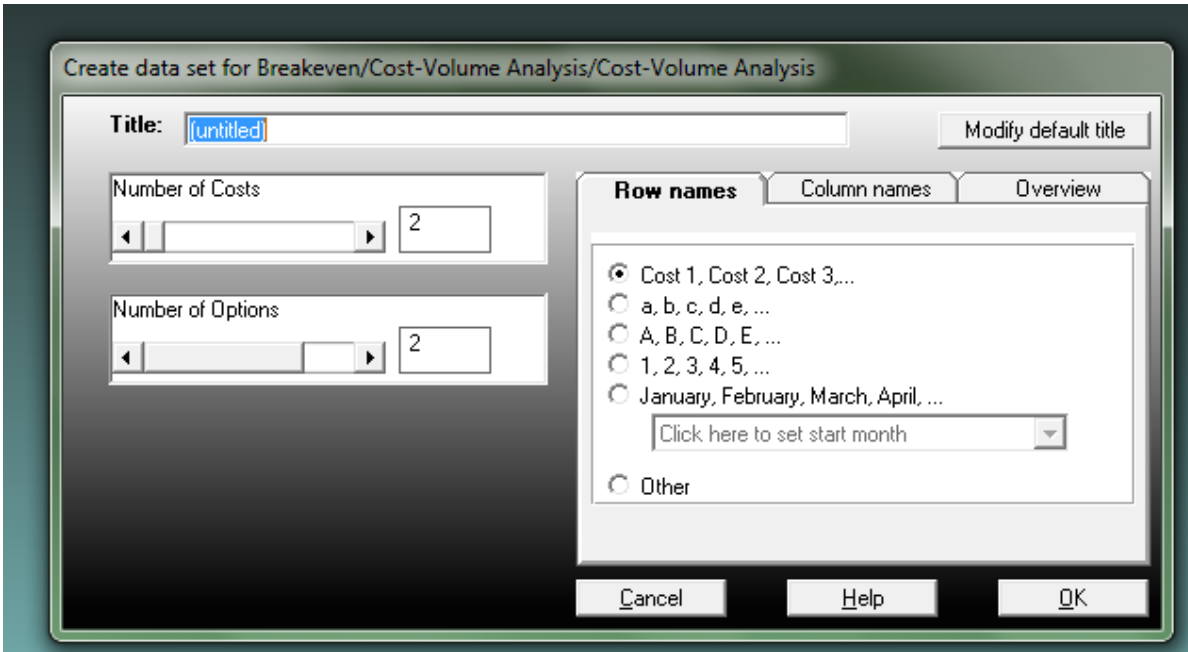 Create data set for Breakeven/Cost-Volume Analysis/Cost-Volume Analysis
Title: (untitled) Modify default title
Number of Costs
2
Number of Options
2
Row names Column names Overview
Cost 1, Cost 2, Cost 3,...
a, b, c, d, e, ...
A, B, C, D, E, ...
1, 2, 3, 4, 5, ...
January, February, March, April, ...
Click here to set start month
Other
Cancel Help OK